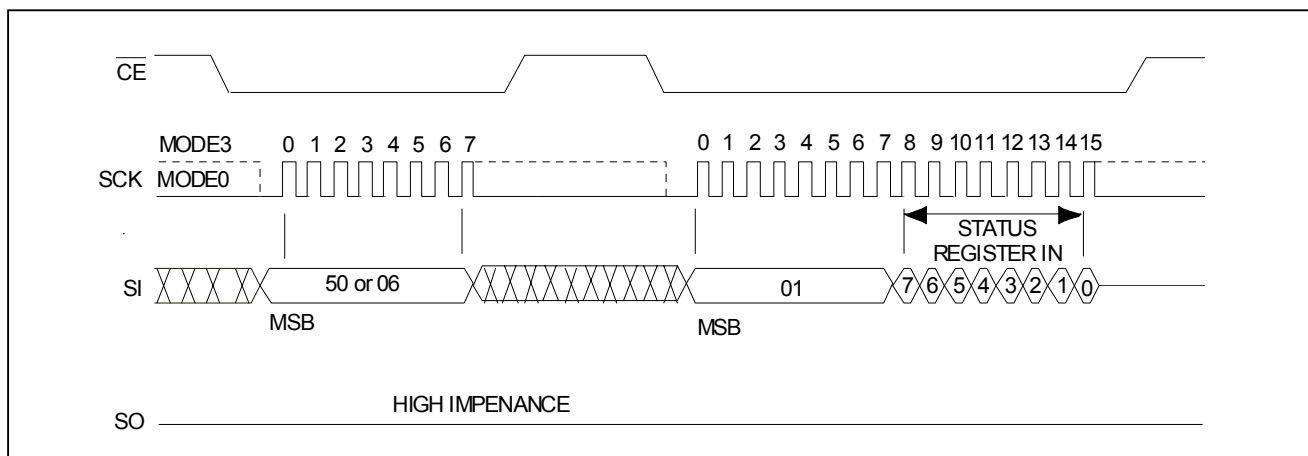 CE
MODE3 0 1 2 3 4 5 6 7 0 1 2 3 4 5 6 7 8 9 10 11 12 13 14 15
SCK MODE0
STATUS
REGISTER IN
SI 50 or 06 01 7 6 5 4 3 2 1 0
MSB MSB
HIGH IMPENANCE
SO